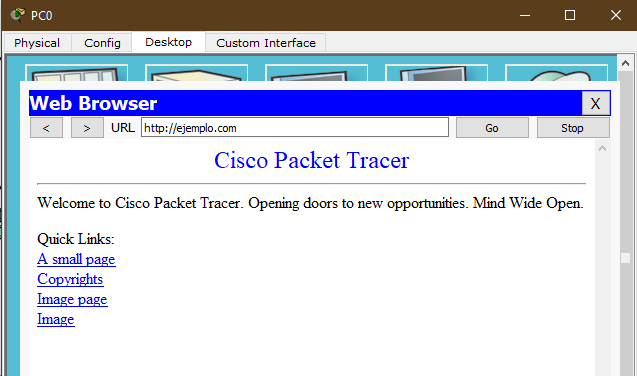 PC0
Physical Config Desktop Custom Interface
Web Browser X
< > URL http://ejemplo.com Go Stop
Cisco Packet Tracer
Welcome to Cisco Packet Tracer. Opening doors to new opportunities. Mind Wide Open.
Quick Links:
A small page
Copyrights
Image page
Image